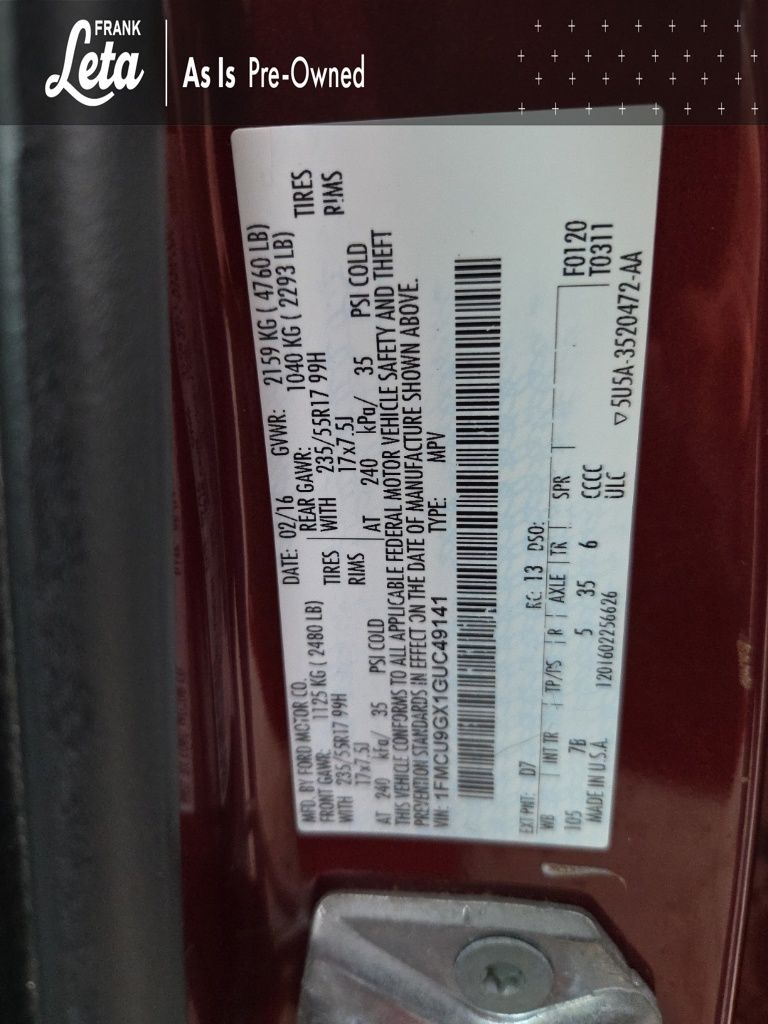 FRANK
Leta
As Is Pre-Owned
MFD. BY FORD MOTOR CO.
DATE: 02/16 GVWR: 2159 KG ( 4760 LB)
FRONT GAWR: 1125 KG ( 2480 LB) REAR GAWR: 1040 KG ( 2293 LB)
WITH 235/55R17 99H TIRES WITH 235/55R17 99H TIRES
17x7.5J RIMS 17x7.5J RIMS
AT 240 kPa/ 35 PSI COLD AT 240 kPa/ 35 PSI COLD
THIS VEHICLE CONFORMS TO ALL APPLICABLE FEDERAL MOTOR VEHICLE SAFETY AND THEFT
PREVENTION STANDARDS IN EFFECT ON THE DATE OF MANUFACTURE SHOWN ABOVE.
VIN: 1FMCU9GX1GUC49141 TYPE: MPV
EXT PNT: D7 RC: 13 DSO:
WB INT TR TP/PS R AXLE TR SPR F0120
105 7B 5 35 6 CCCC T0311
MADE IN U.S.A. 1201602256626 ULC
▽ 5U5A-3520472-AA